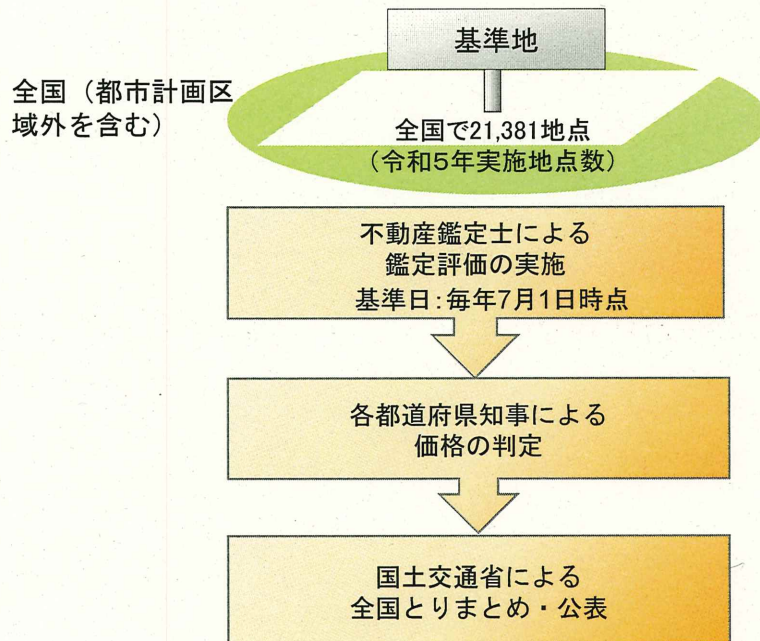 基準地
全国（都市計画区
域外を含む）
全国で21,381地点
（令和5年実施地点数）
不動産鑑定士による
鑑定評価の実施
基準日：毎年7月1日時点
各都道府県知事による
価格の判定
国土交通省による
全国とりまとめ・公表